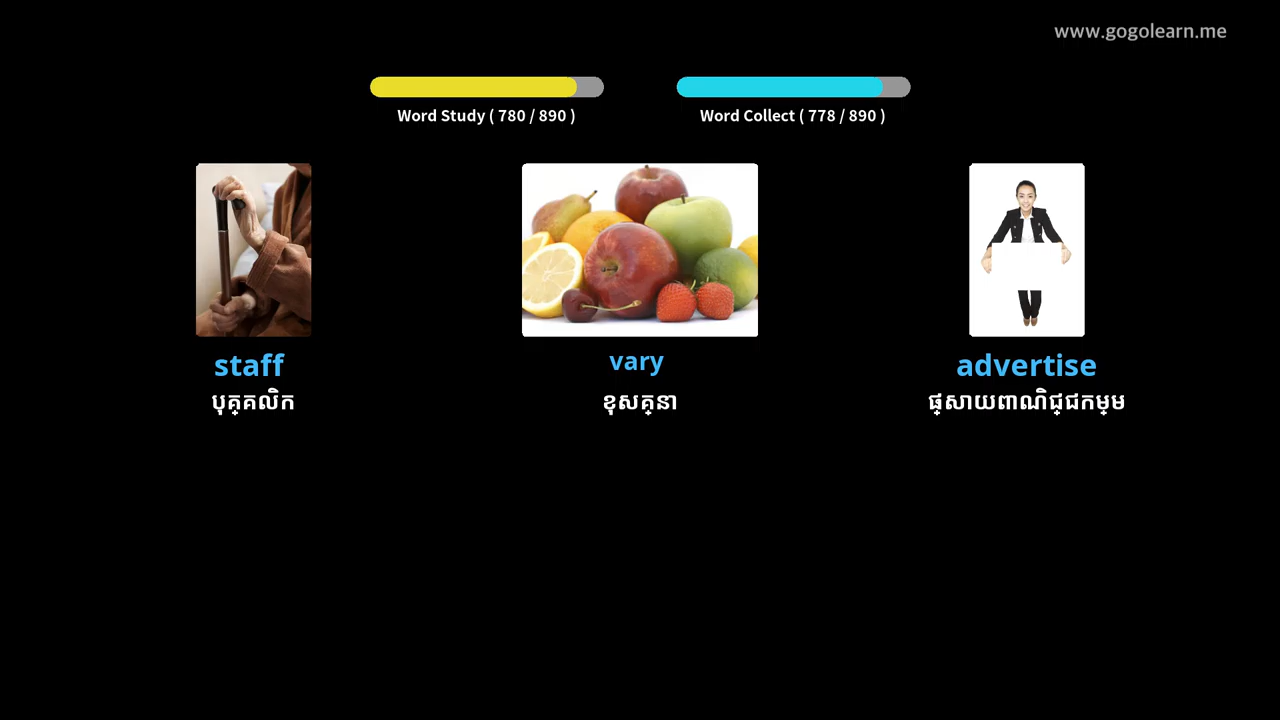 www.gogolearn.me
Word Study ( 780 / 890 )
Word Collect ( 778 / 890 )
staff
vary
advertise
បុគ្គលិក
ខុសគ្នា
ផ្សាយពាណិជ្ជកម្ម